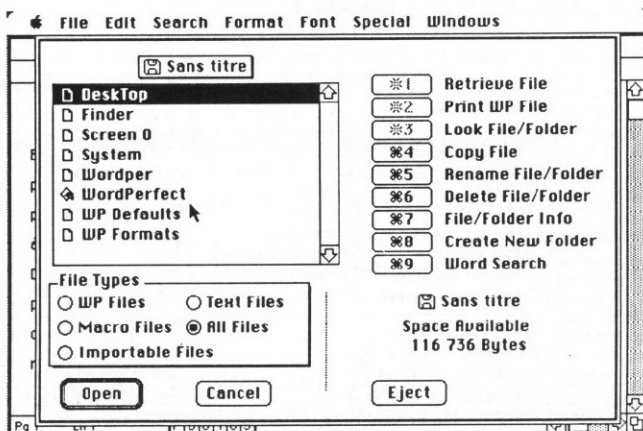 File Edit Search Format Font Special Windows
Sans titre
DeskTop
Finder
Screen 0
System
Wordper
WordPerfect
WP Defaults
WP Formats
⌘1 Retrieve File
⌘2 Print WP File
⌘3 Look File/Folder
⌘4 Copy File
⌘5 Rename File/Folder
⌘6 Delete File/Folder
⌘7 File/Folder Info
⌘8 Create New Folder
⌘9 Word Search
File Types
WP Files Text Files
Macro Files All Files
Importable Files
Sans titre
Space Available
116 736 Bytes
Open Cancel Eject
Pg